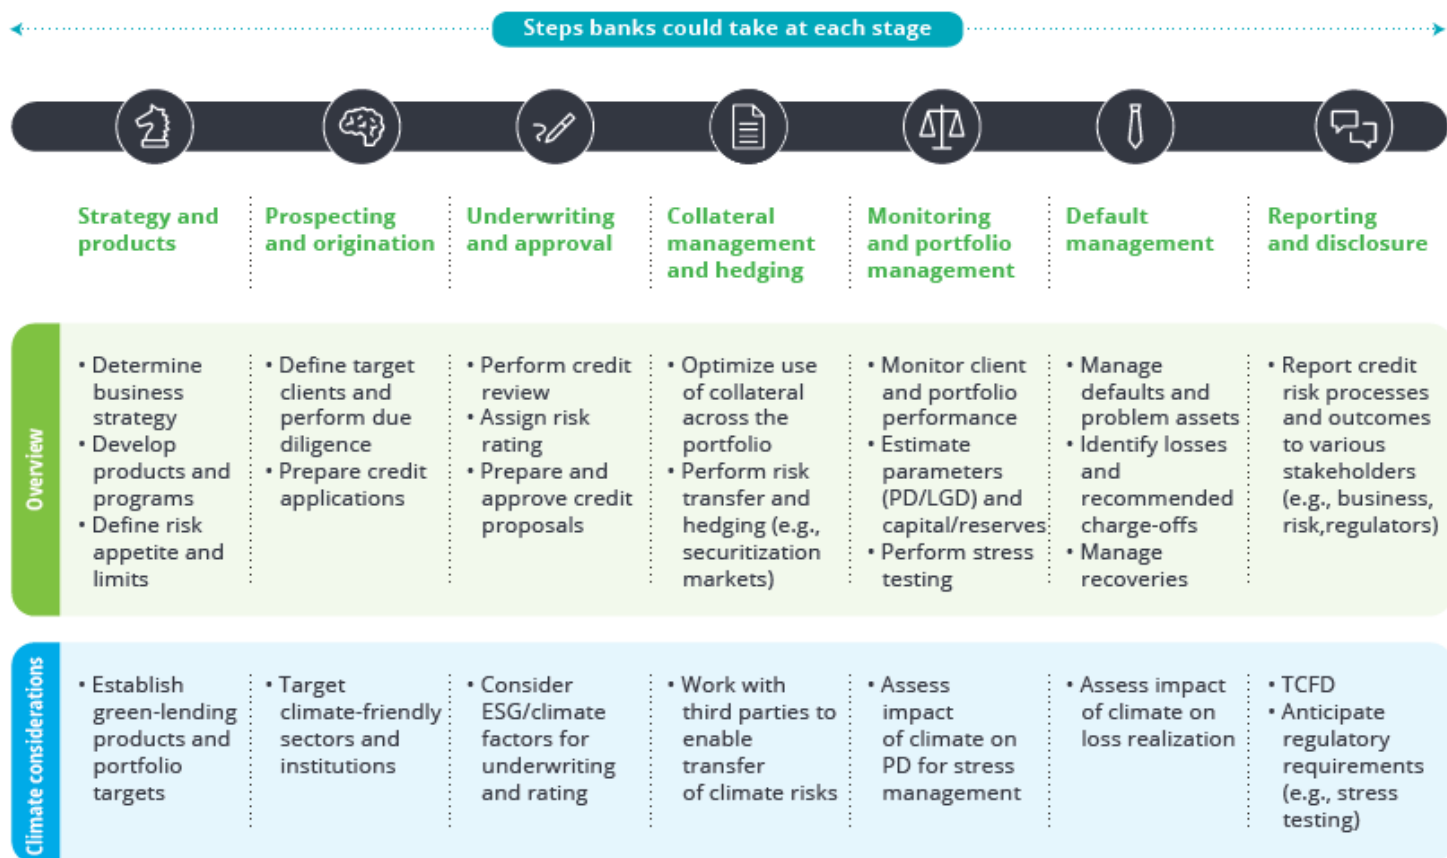 Steps banks could take at each stage
Strategy and
products
Prospecting
and origination
Underwriting
and approval
Collateral
management
and hedging
Monitoring
and portfolio
management
Default
management
Reporting
and disclosure
Overview
• Determine
business
strategy
• Develop
products and
programs
• Define risk
appetite and
limits
• Define target
clients and
perform due
diligence
• Prepare credit
applications
• Perform credit
review
• Assign risk
rating
• Prepare and
approve credit
proposals
• Optimize use
of collateral
across the
portfolio
• Perform risk
transfer and
hedging (e.g.,
securitization
markets)
• Monitor client
and portfolio
performance
• Estimate
parameters
(PD/LGD) and
capital/reserves
• Perform stress
testing
• Manage
defaults and
problem assets
• Identify losses
and
recommended
charge-offs
• Manage
recoveries
• Report credit
risk processes
and outcomes
to various
stakeholders
(e.g., business,
risk,regulators)
Climate considerations
• Establish
green-lending
products and
portfolio
targets
• Target
climate-friendly
sectors and
institutions
• Consider
ESG/climate
factors for
underwriting
and rating
• Work with
third parties to
enable
transfer
of climate risks
• Assess
impact
of climate on
PD for stress
management
• Assess impact
of climate on
loss realization
• TCFD
• Anticipate
regulatory
requirements
(e.g., stress
testing)